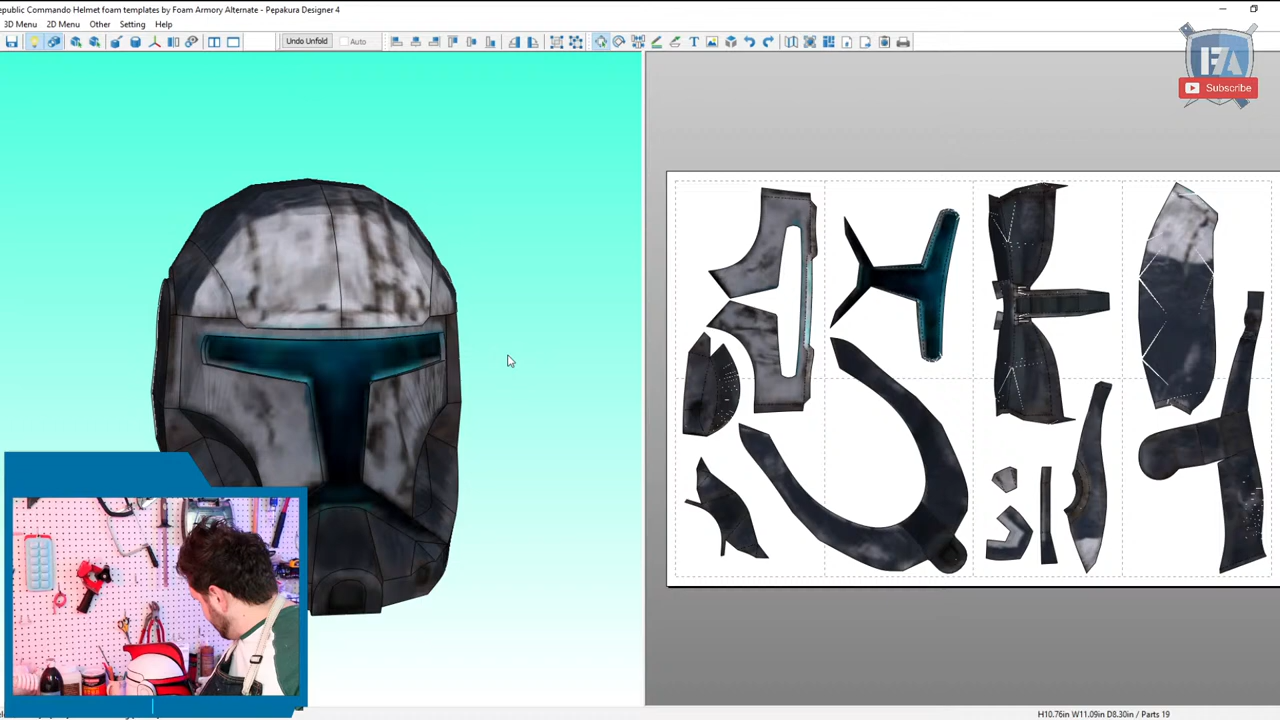 epublic Commando Helmet foam templates by Foam Armory Alternate - Pepakura Designer 4
3D Menu 2D Menu Other Setting Help
Undo Unfold Auto
FA
Subscribe
H10.76in W11.09in D8.30in / Parts 19